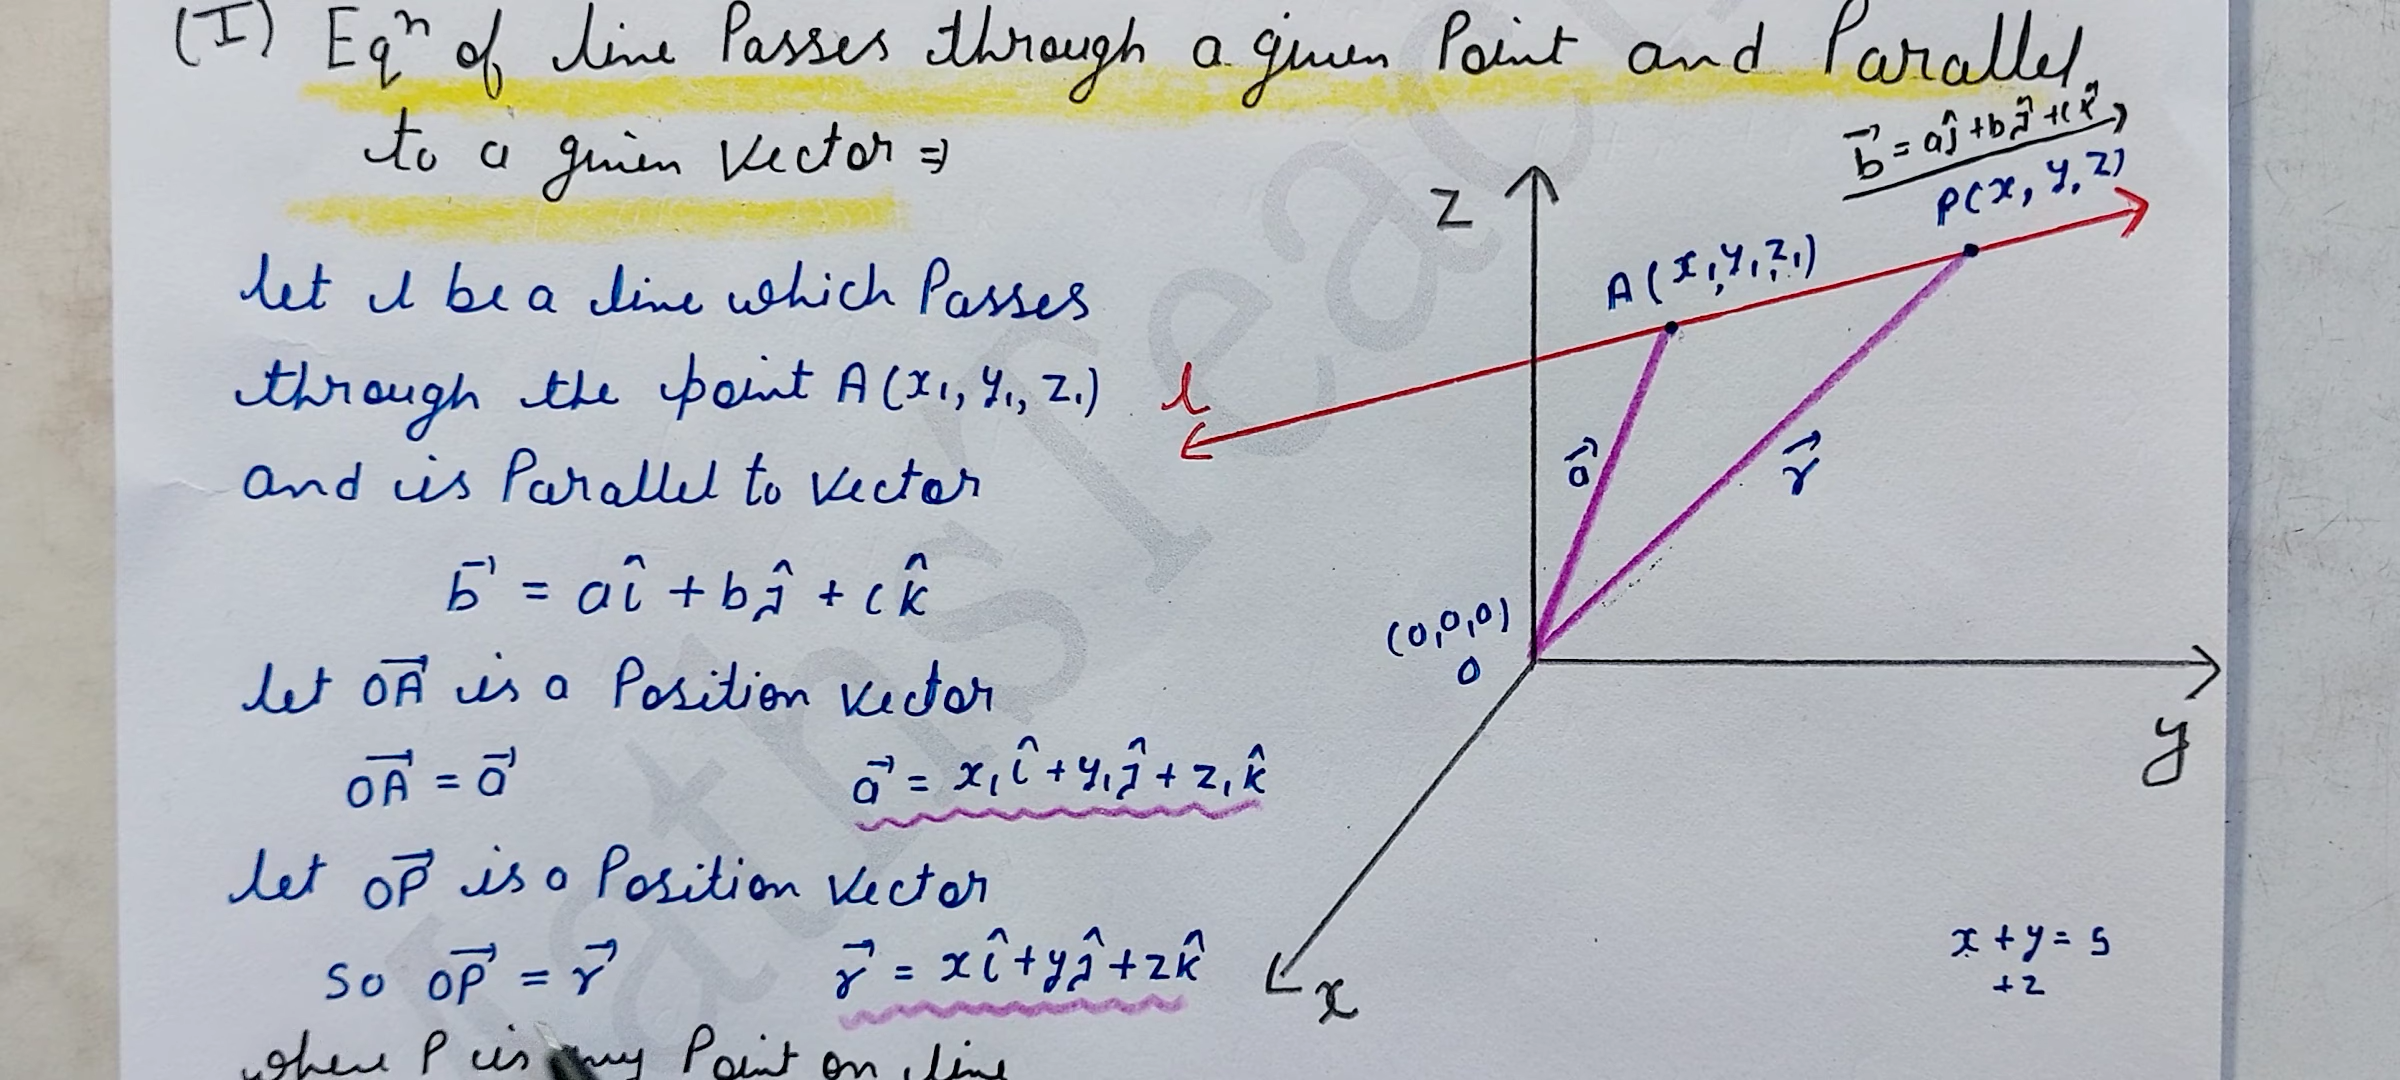 (I) Eqⁿ of line Passes through a given Point and Parallel
to a given Vector ⇒
let l be a line which Passes
through the point A(x₁, y₁, z₁)
and is Parallel to vector
b⃗ = aî + bĵ + ck̂
let OA⃗ is a Position vector
OA⃗ = a⃗   a⃗ = x₁î + y₁ĵ + z₁k̂
let OP⃗ is a Position vector
So OP⃗ = r⃗   r⃗ = xî + yĵ + zk̂
where P is any Point on line
b⃗ = aĵ + bĵ + ck̂
P(x, y, z)
A(x₁, y₁, z₁)
z
l
a⃗
r⃗
(0,0,0)
O
y
x
x + y = 5
+ z
MathsTeac